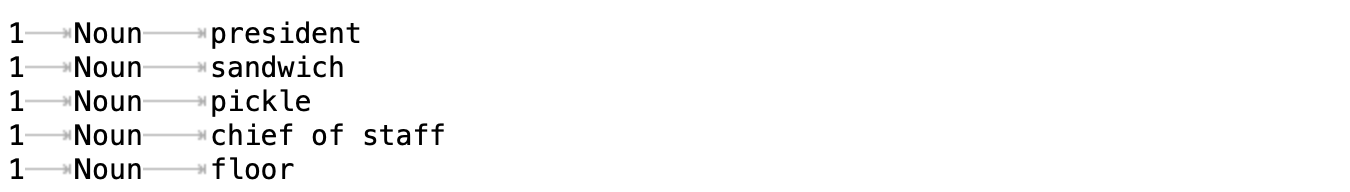 1	Noun	president
1	Noun	sandwich
1	Noun	pickle
1	Noun	chief of staff
1	Noun	floor